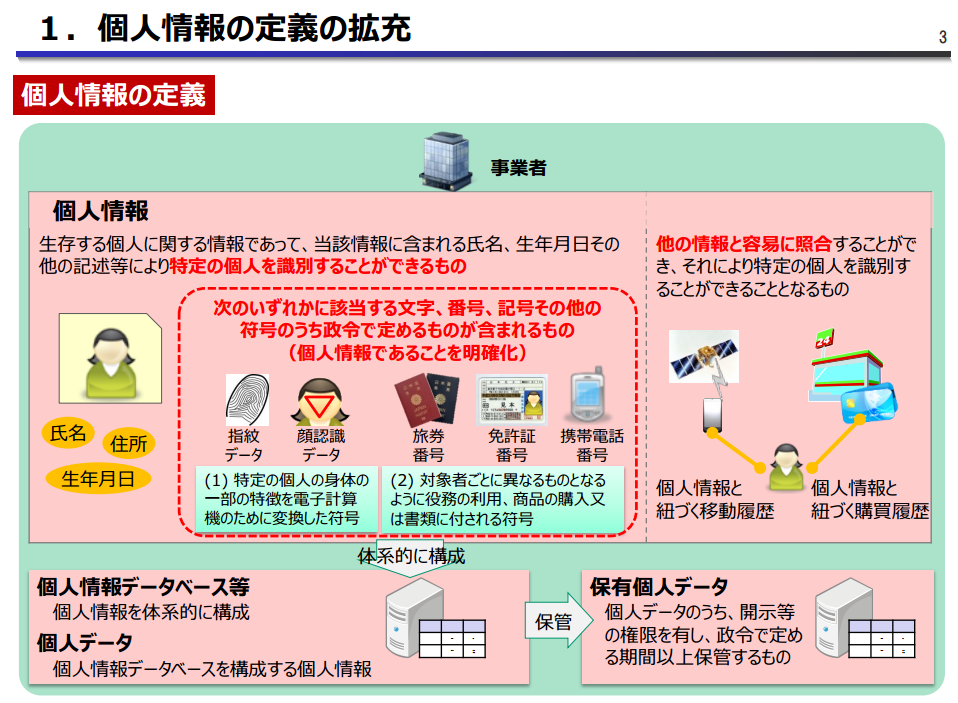 １．個人情報の定義の拡充
3
個人情報の定義
事業者
個人情報
生存する個人に関する情報であって、当該情報に含まれる氏名、生年月日その
他の記述等により特定の個人を識別することができるもの
他の情報と容易に照合することがで
き、それにより特定の個人を識別す
ることができることとなるもの
次のいずれかに該当する文字、番号、記号その他の
符号のうち政令で定めるものが含まれるもの
（個人情報であることを明確化）
氏名
住所
生年月日
指紋
データ
顔認識
データ
旅券
番号
免許証
番号
携帯電話
番号
(1) 特定の個人の身体の
一部の特徴を電子計算
機のために変換した符号
(2) 対象者ごとに異なるものとなる
ように役務の利用、商品の購入又
は書類に付される符号
24
個人情報と
紐づく移動履歴
個人情報と
紐づく購買履歴
体系的に構成
個人情報データベース等
個人情報を体系的に構成
個人データ
個人情報データベースを構成する個人情報
保管
保有個人データ
個人データのうち、開示等
の権限を有し、政令で定め
る期間以上保管するもの